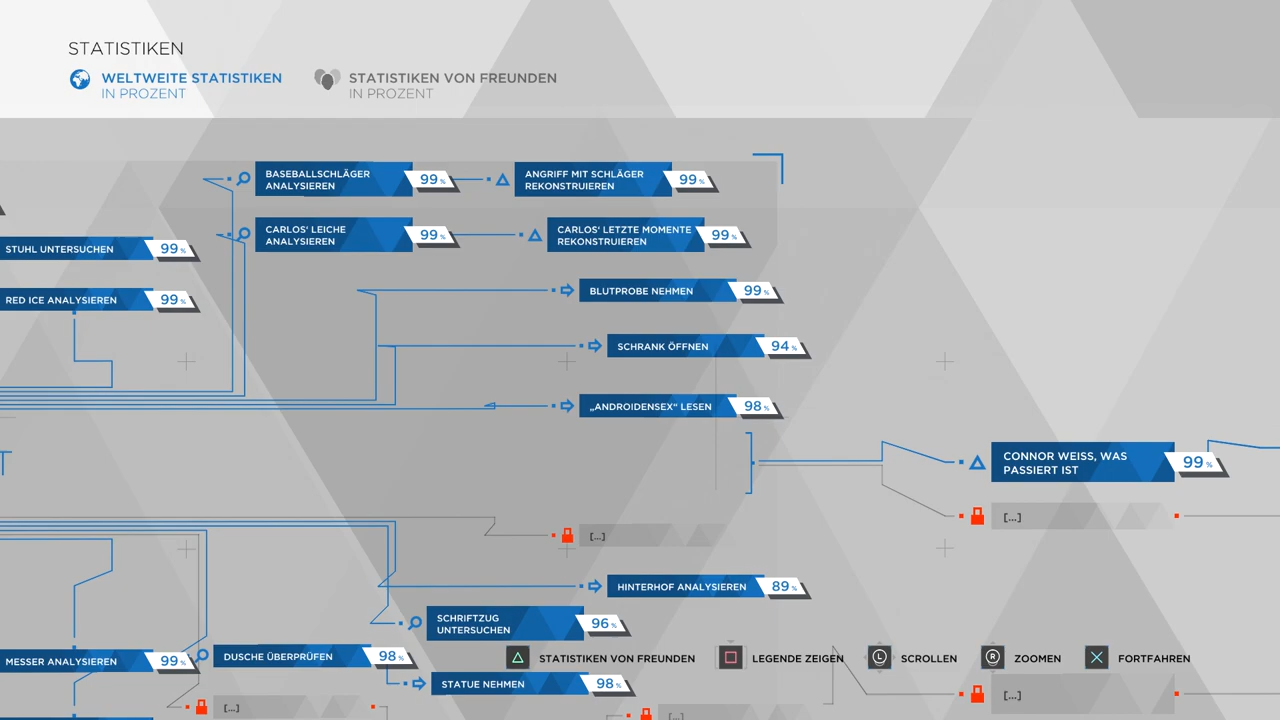 STATISTIKEN
WELTWEITE STATISTIKEN
IN PROZENT
STATISTIKEN VON FREUNDEN
IN PROZENT
BASEBALLSCHLÄGER
ANALYSIEREN
99%
ANGRIFF MIT SCHLÄGER
REKONSTRUIEREN
99%
STUHL UNTERSUCHEN
99%
CARLOS' LEICHE
ANALYSIEREN
99%
CARLOS' LETZTE MOMENTE
REKONSTRUIEREN
99%
RED ICE ANALYSIEREN
99%
BLUTPROBE NEHMEN
99%
SCHRANK ÖFFNEN
94%
„ANDROIDENSEX“ LESEN
98%
T
CONNOR WEISS, WAS
PASSIERT IST
99%
[...]
[...]
HINTERHOF ANALYSIEREN
89%
SCHRIFTZUG
UNTERSUCHEN
96%
MESSER ANALYSIEREN
99%
DUSCHE ÜBERPRÜFEN
98%
STATUE NEHMEN
98%
STATISTIKEN VON FREUNDEN
LEGENDE ZEIGEN
L
SCROLLEN
R
ZOOMEN
FORTFAHREN
[...]
[...]
[...]